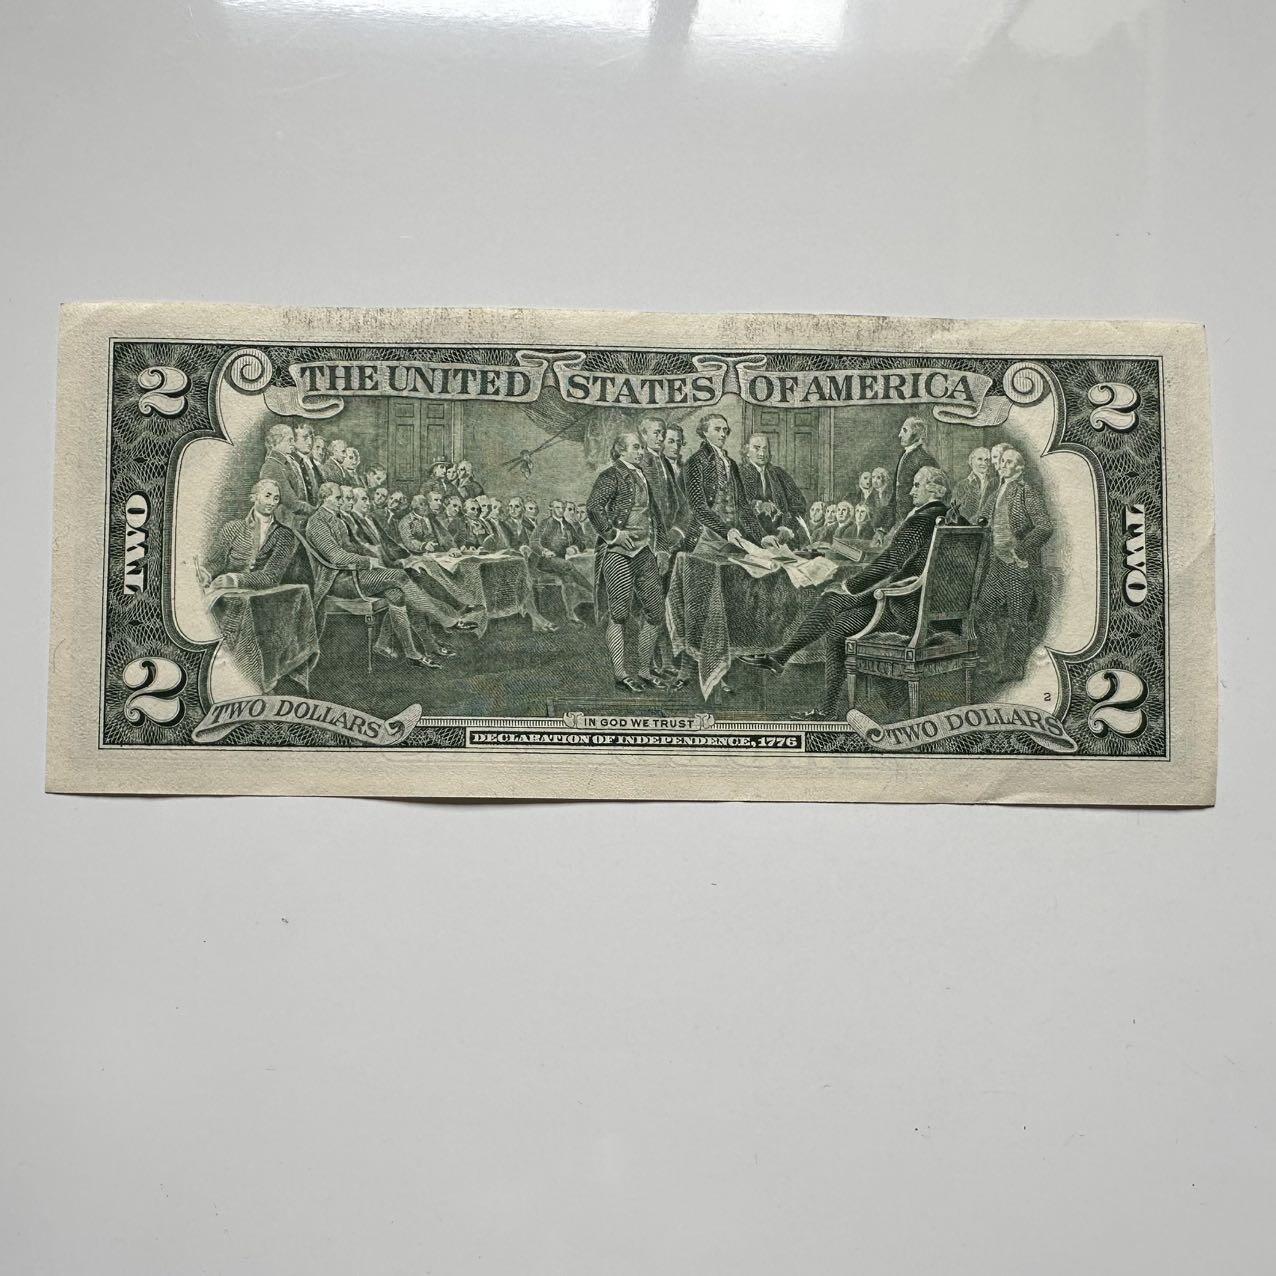 THE UNITED STATES OF AMERICA
2 2
TWO TWO
2 2
2
TWO DOLLARS IN GOD WE TRUST TWO DOLLARS
DECLARATION OF INDEPENDENCE, 1776